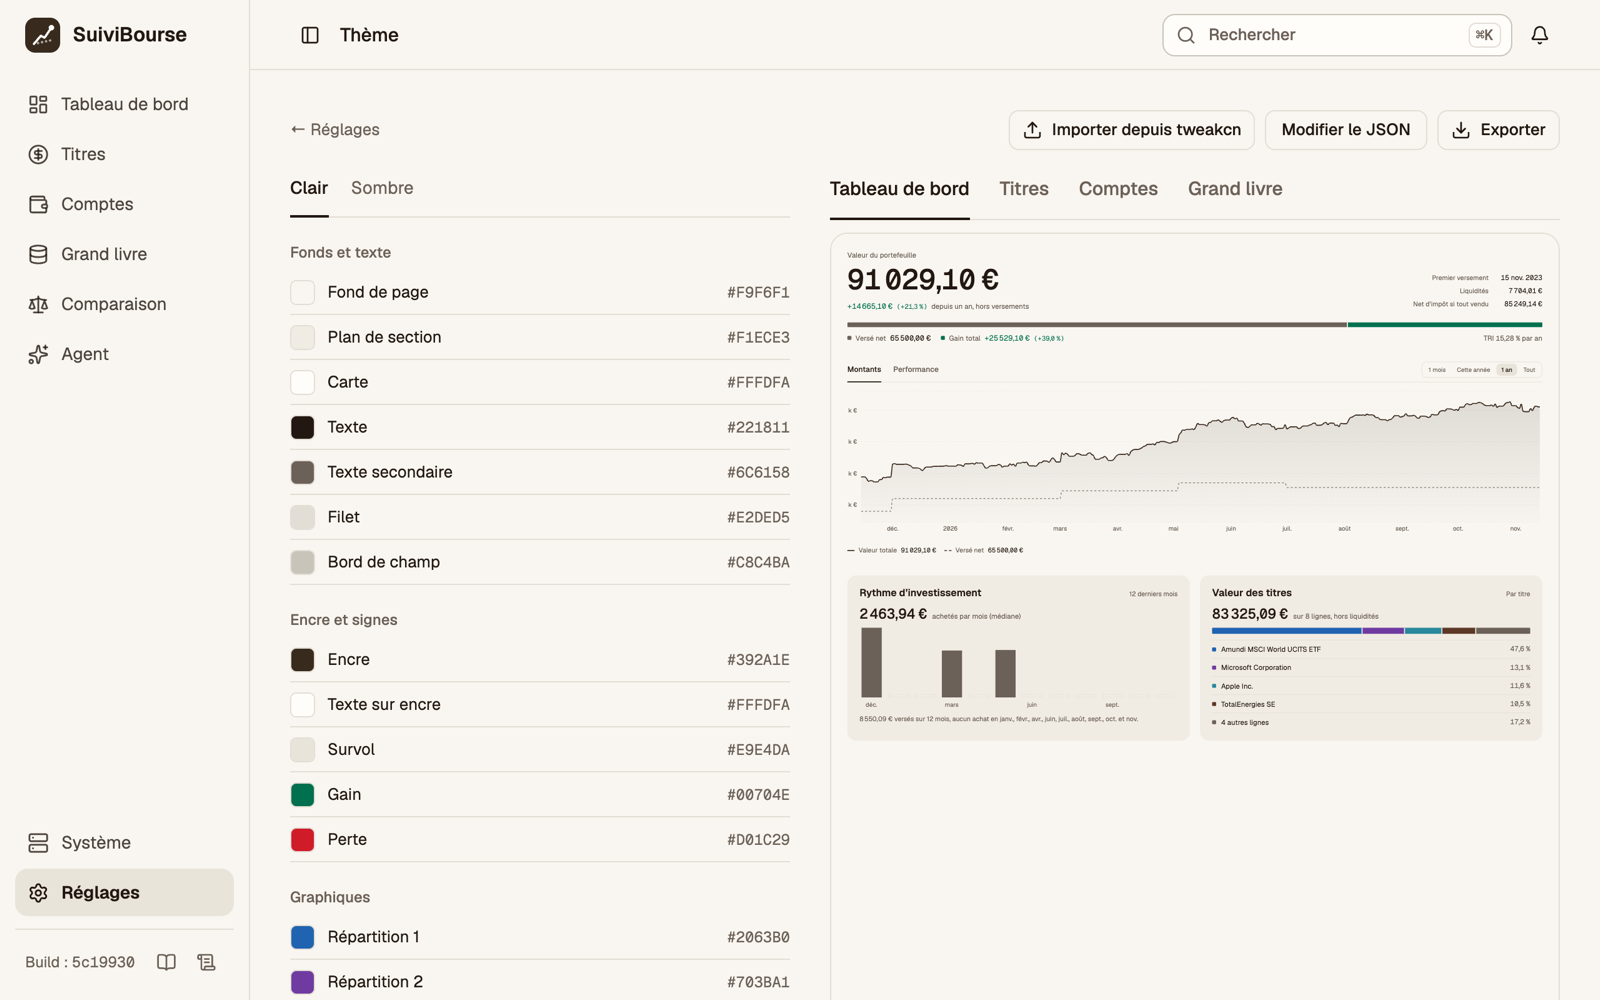 SuiviBourse
Tableau de bord
Titres
Comptes
Grand livre
Comparaison
Agent
Système
Réglages
Build : 5c19930
Thème
Rechercher
⌘K
← Réglages
Importer depuis tweakcn
Modifier le JSON
Exporter
Clair
Sombre
Fonds et texte
Fond de page #F9F6F1
Plan de section #F1ECE3
Carte #FFFDFA
Texte #221811
Texte secondaire #6C6158
Filet #E2DED5
Bord de champ #C8C4BA
Encre et signes
Encre #392A1E
Texte sur encre #FFFDFA
Survol #E9E4DA
Gain #00704E
Perte #D01C29
Graphiques
Répartition 1 #2063B0
Répartition 2 #703BA1
Tableau de bord Titres Comptes Grand livre
Valeur du portefeuille
91 029,10 €
+14 665,10 € (+21,3 %) depuis un an, hors versements
Premier versement 15 nov. 2023
Liquidités 7 704,01 €
Net d'impôt si tout vendu 85 249,14 €
Versé net 65 500,00 € Gain total +25 529,10 € (+39,0 %)
TRI 15,28 % par an
Montants Performance
1 mois Cette année 1 an Tout
k €
k €
k €
k €
déc. 2026 févr. mars avr. mai juin juil. août sept. oct. nov.
Valeur totale 91 029,10 € Versé net 65 500,00 €
Rythme d'investissement 12 derniers mois
2 463,94 € achetés par mois (médiane)
déc. mars juin sept.
8 550,09 € versés sur 12 mois, aucun achat en janv., févr., avr., juin, juil., août, sept., oct. et nov.
Valeur des titres Par titre
83 325,09 € sur 8 lignes, hors liquidités
Amundi MSCI World UCITS ETF 47,6 %
Microsoft Corporation 13,1 %
Apple Inc. 11,6 %
TotalEnergies SE 10,5 %
4 autres lignes 17,2 %